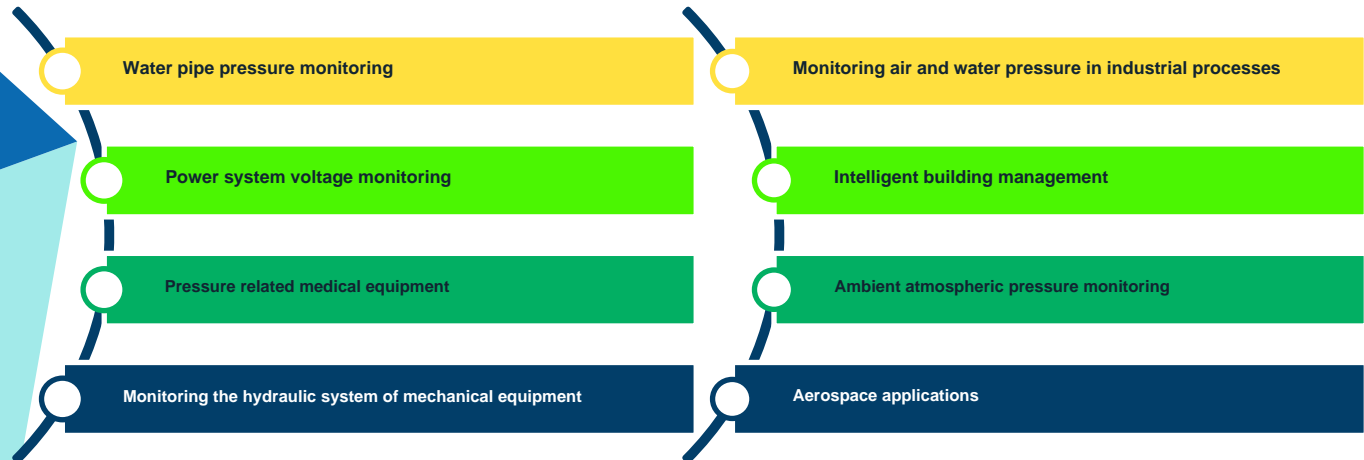 Water pipe pressure monitoring
Power system voltage monitoring
Pressure related medical equipment
Monitoring the hydraulic system of mechanical equipment
Monitoring air and water pressure in industrial processes
Intelligent building management
Ambient atmospheric pressure monitoring
Aerospace applications